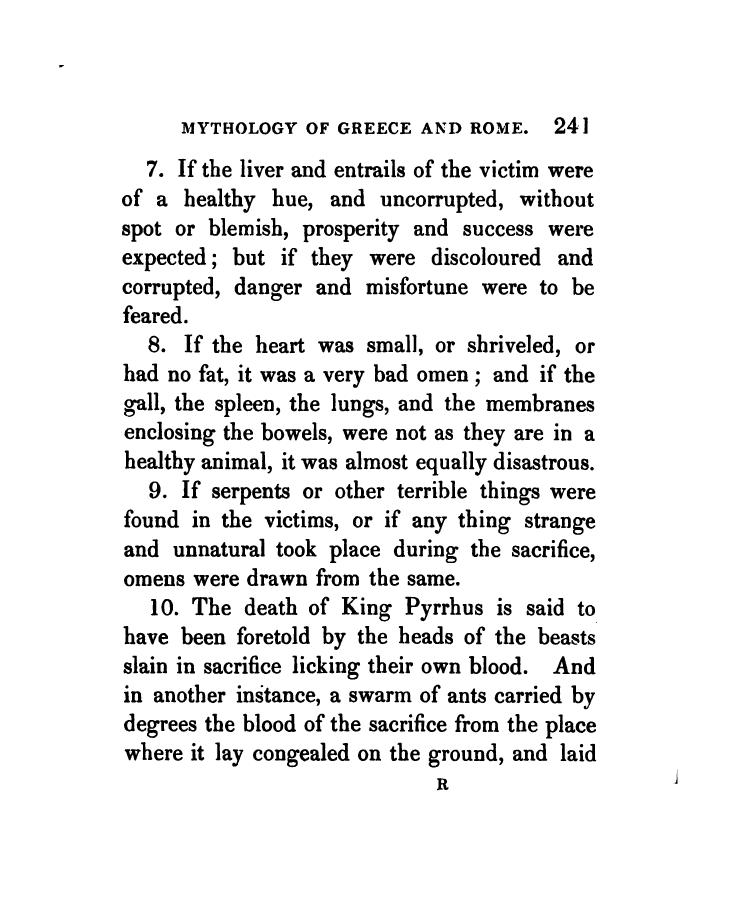 MYTHOLOGY OF GREECE AND ROME. 241
7. If the liver and entrails of the victim were
of a healthy hue, and uncorrupted, without
spot or blemish, prosperity and success were
expected; but if they were discoloured and
corrupted, danger and misfortune were to be
feared.
8. If the heart was small, or shriveled, or
had no fat, it was a very bad omen; and if the
gall, the spleen, the lungs, and the membranes
enclosing the bowels, were not as they are in a
healthy animal, it was almost equally disastrous.
9. If serpents or other terrible things were
found in the victims, or if any thing strange
and unnatural took place during the sacrifice,
omens were drawn from the same.
10. The death of King Pyrrhus is said to
have been foretold by the heads of the beasts
slain in sacrifice licking their own blood. And
in another instance, a swarm of ants carried by
degrees the blood of the sacrifice from the place
where it lay congealed on the ground, and laid
R